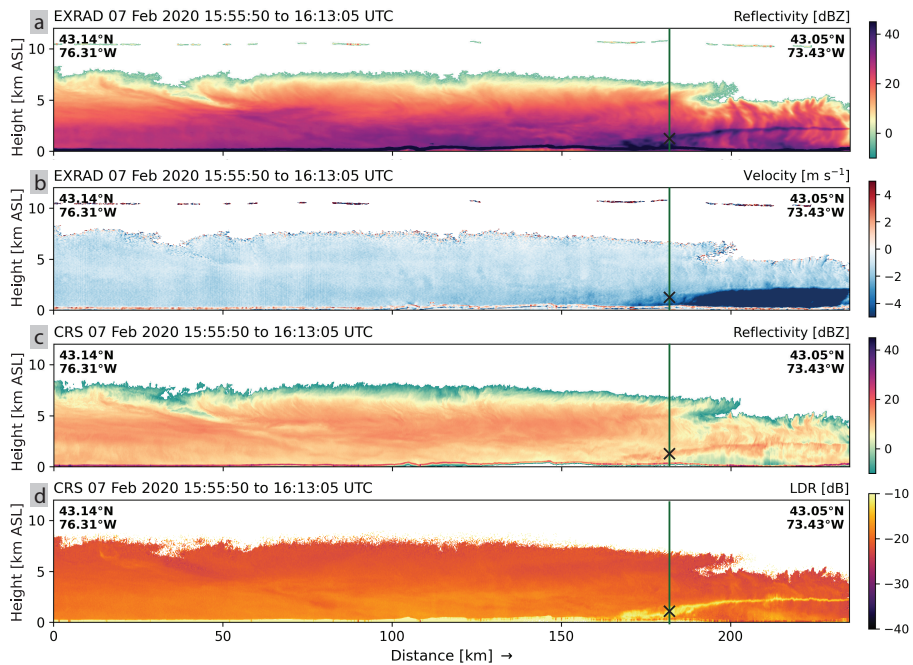 a EXRAD 07 Feb 2020 15:55:50 to 16:13:05 UTC Reflectivity [dBZ]
43.14°N 43.05°N
76.31°W 73.43°W
Height [km ASL]
10
5
0
40
20
0
b EXRAD 07 Feb 2020 15:55:50 to 16:13:05 UTC Velocity [m s⁻¹]
43.14°N 43.05°N
76.31°W 73.43°W
Height [km ASL]
10
5
0
4
2
0
−2
−4
c CRS 07 Feb 2020 15:55:50 to 16:13:05 UTC Reflectivity [dBZ]
43.14°N 43.05°N
76.31°W 73.43°W
Height [km ASL]
10
5
0
40
20
0
d CRS 07 Feb 2020 15:55:50 to 16:13:05 UTC LDR [dB]
43.14°N 43.05°N
76.31°W 73.43°W
Height [km ASL]
10
5
0
−10
−20
−30
−40
0 50 100 150 200
Distance [km] →